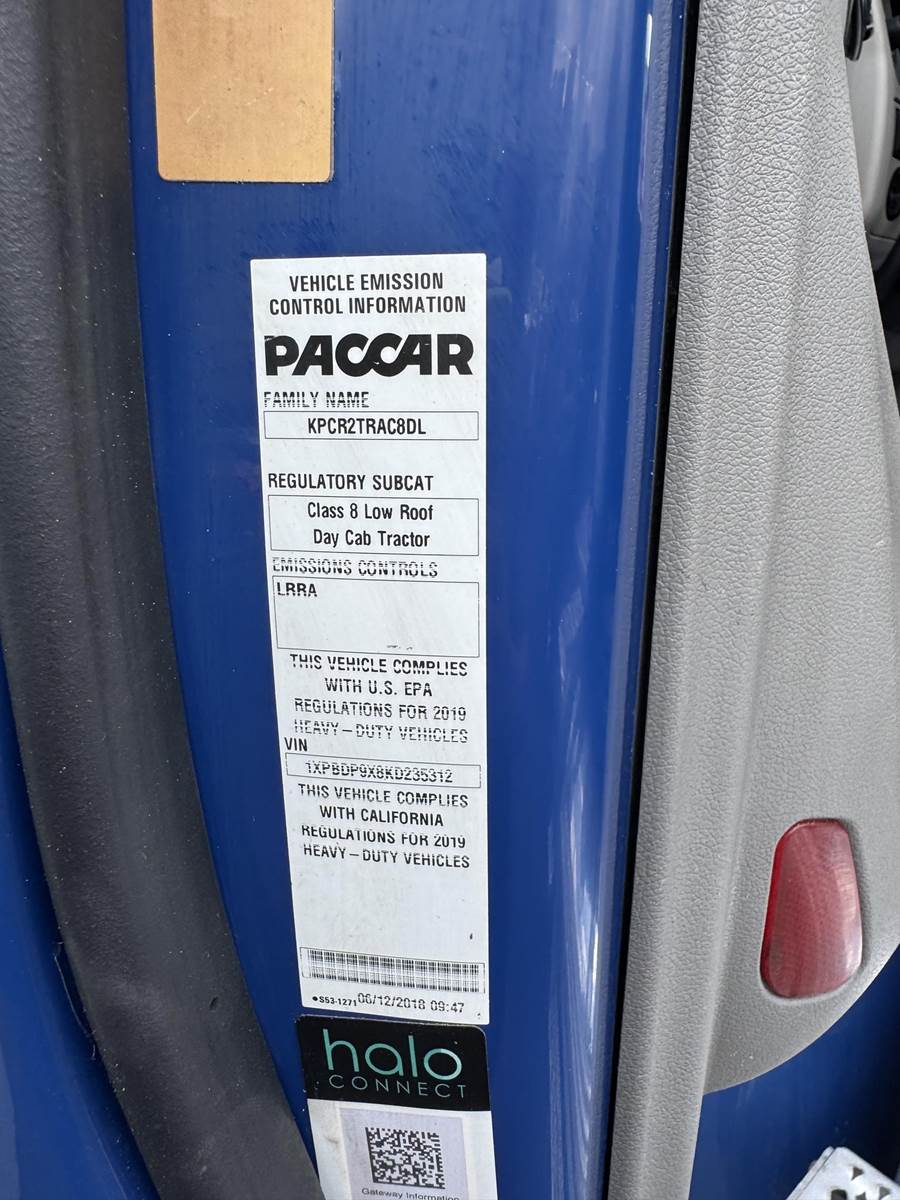 VEHICLE EMISSION
CONTROL INFORMATION
PACCAR
FAMILY NAME
KPCR2TRAC8DL
REGULATORY SUBCAT
Class 8 Low Roof
Day Cab Tractor
EMISSIONS CONTROLS
LRRA
THIS VEHICLE COMPLIES
WITH U.S. EPA
REGULATIONS FOR 2019
HEAVY-DUTY VEHICLES
VIN
1XPBDP9X8KD235312
THIS VEHICLE COMPLIES
WITH CALIFORNIA
REGULATIONS FOR 2019
HEAVY-DUTY VEHICLES
S53-1271 06/12/2018 09:47
halo
CONNECT
Gateway Information